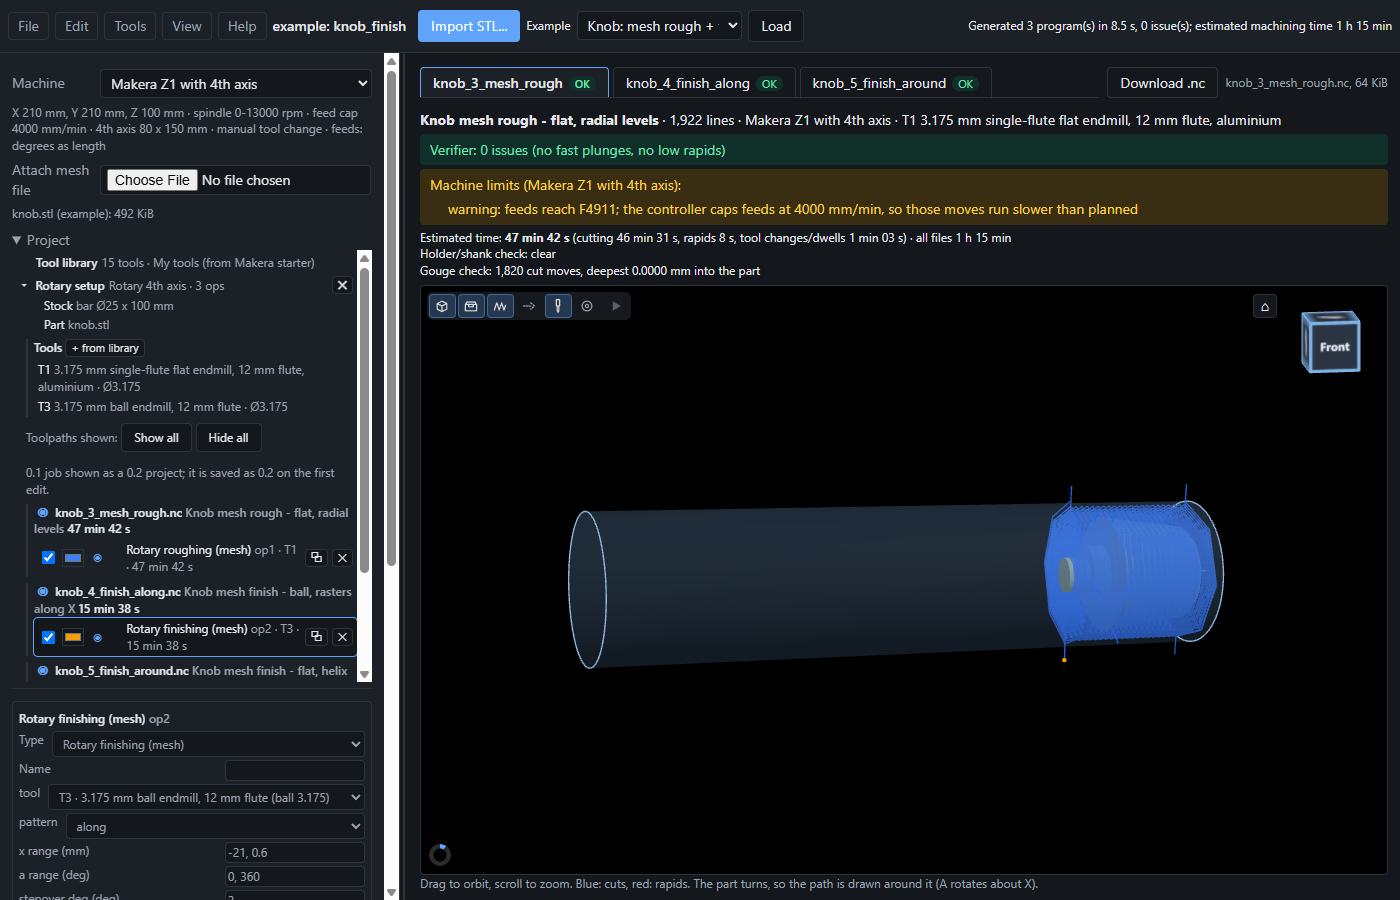 File Edit Tools View Help example: knob_finish Import STL... Example Knob: mesh rough + Load Generated 3 program(s) in 8.5 s, 0 issue(s); estimated machining time 1 h 15 min
Machine Makera Z1 with 4th axis
X 210 mm, Y 210 mm, Z 100 mm · spindle 0-13000 rpm · feed cap
4000 mm/min · 4th axis 80 x 150 mm · manual tool change · feeds:
degrees as length
Attach mesh
file
Choose File No file chosen
knob.stl (example): 492 KiB
Project
Tool library 15 tools · My tools (from Makera starter)
Rotary setup Rotary 4th axis · 3 ops
Stock bar Ø25 x 100 mm
Part knob.stl
Tools + from library
T1 3.175 mm single-flute flat endmill, 12 mm flute,
aluminium · Ø3.175
T3 3.175 mm ball endmill, 12 mm flute · Ø3.175
Toolpaths shown: Show all Hide all
0.1 job shown as a 0.2 project; it is saved as 0.2 on the first
edit.
knob_3_mesh_rough.nc Knob mesh rough - flat, radial
levels 47 min 42 s
Rotary roughing (mesh) op1 · T1
· 47 min 42 s
knob_4_finish_along.nc Knob mesh finish - ball, rasters
along X 15 min 38 s
Rotary finishing (mesh) op2 · T3 ·
15 min 38 s
knob_5_finish_around.nc Knob mesh finish - flat, helix
Rotary finishing (mesh) op2
Type Rotary finishing (mesh)
Name
tool T3 · 3.175 mm ball endmill, 12 mm flute (ball 3.175)
pattern along
x range (mm) -21, 0.6
a range (deg) 0, 360
knob_3_mesh_rough OK knob_4_finish_along OK knob_5_finish_around OK Download .nc knob_3_mesh_rough.nc, 64 KiB
Knob mesh rough - flat, radial levels · 1,922 lines · Makera Z1 with 4th axis · T1 3.175 mm single-flute flat endmill, 12 mm flute, aluminium
Verifier: 0 issues (no fast plunges, no low rapids)
Machine limits (Makera Z1 with 4th axis):
warning: feeds reach F4911; the controller caps feeds at 4000 mm/min, so those moves run slower than planned
Estimated time: 47 min 42 s (cutting 46 min 31 s, rapids 8 s, tool changes/dwells 1 min 03 s) · all files 1 h 15 min
Holder/shank check: clear
Gouge check: 1,820 cut moves, deepest 0.0000 mm into the part
Front
Drag to orbit, scroll to zoom. Blue: cuts, red: rapids. The part turns, so the path is drawn around it (A rotates about X).